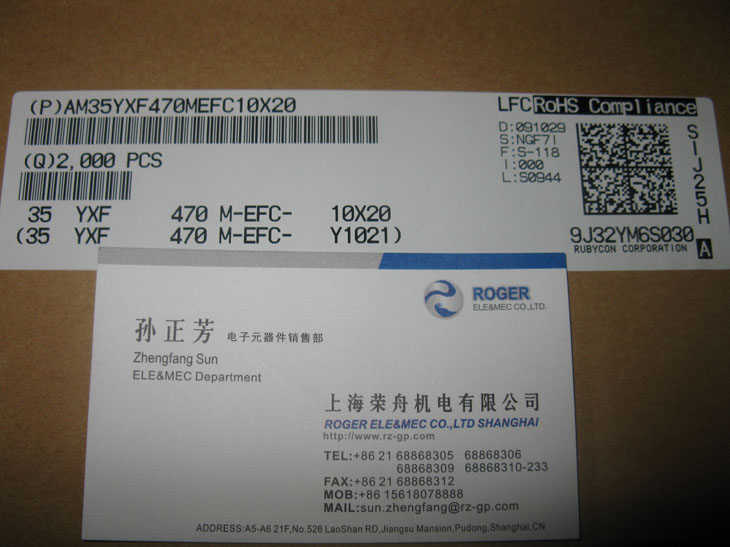 (P)AM35YXF470MEFC10X20
LFC RoHS Compliance
D:091029
S:NGF7I
F:S-118
I:000
L:S0944
SIJ25H
(Q)2,000 PCS
35 YXF 470 M-EFC- 10X20
(35 YXF 470 M-EFC- Y1021)
9J32YM6S030
RUBYCON CORPORATION A
ROGER
ELE&MEC CO.,LTD.
孙正芳 电子元器件销售部
Zhengfang Sun
ELE&MEC Department
上海荣舟机电有限公司
ROGER ELE&MEC CO.,LTD SHANGHAI
http://www.rz-gp.com
TEL:+86 21 68868305 68868306
68868309 68868310-233
FAX:+86 21 68868312
MOB:+86 15618078888
MAIL:sun.zhengfang@rz-gp.com
ADDRESS:A5-A6 21F,No.526 LaoShan RD,Jiangsu Mansion,Pudong,Shanghai,CN